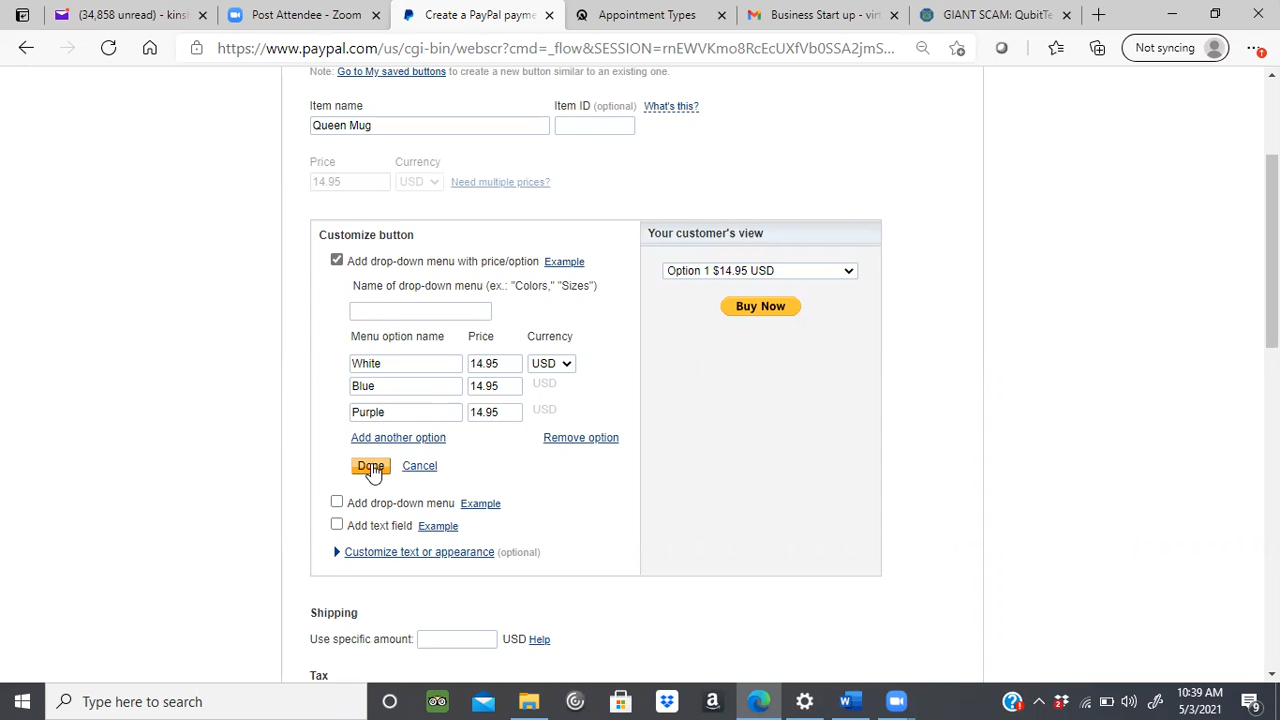 (34,858 unread) - kins
Post Attendee - Zoom
Create a PayPal payme
Appointment Types
Business Start up - virt
GIANT SCAM: QubitTe
https://www.paypal.com/us/cgi-bin/webscr?cmd=_flow&SESSION=rnEWVKmo8RcEcUXfVb0SSA2jmS...
Not syncing
Note: Go to My saved buttons to create a new button similar to an existing one.
Item name
Item ID (optional) What's this?
Queen Mug
Price
Currency
14.95
USD
Need multiple prices?
Customize button
Your customer's view
Add drop-down menu with price/option Example
Option 1 $14.95 USD
Name of drop-down menu (ex.: "Colors," "Sizes")
Buy Now
Menu option name
Price
Currency
White
14.95
USD
Blue
14.95
USD
Purple
14.95
USD
Add another option
Remove option
Done
Cancel
Add drop-down menu Example
Add text field Example
Customize text or appearance (optional)
Shipping
Use specific amount:
USD Help
Tax
Type here to search
10:39 AM
5/3/2021
9